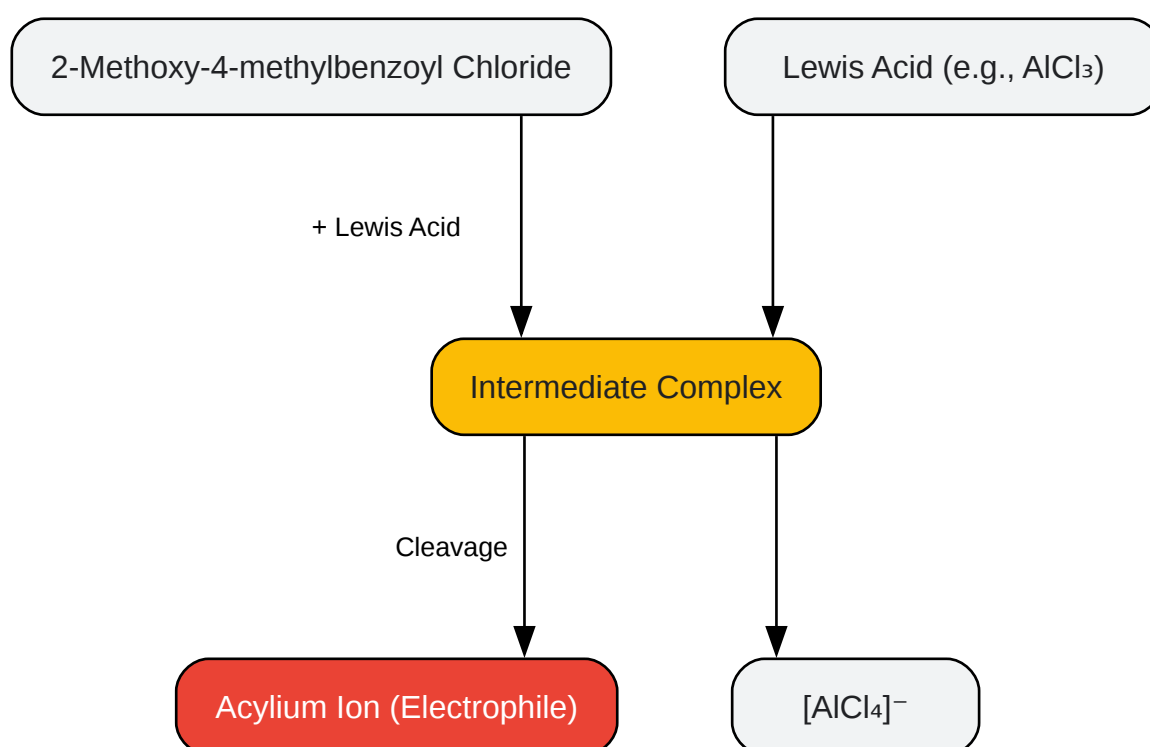 2-Methoxy-4-methylbenzoyl Chloride
Lewis Acid (e.g., AlCl₃)
+ Lewis Acid
Intermediate Complex
Cleavage
Acylium Ion (Electrophile)
[AlCl₄]⁻